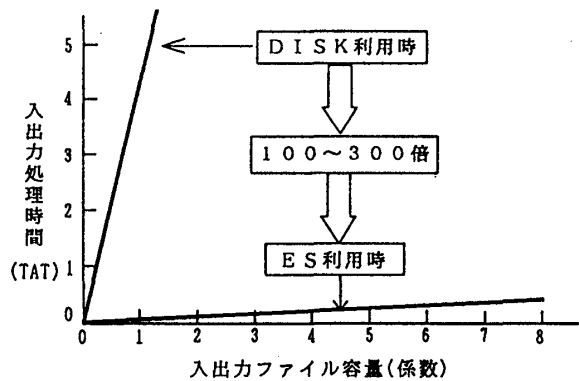 5
4
3
2
1
0
入出力処理時間
(TAT)
DISK利用時
100～300倍
ES利用時
0 1 2 3 4 5 6 7 8
入出力ファイル容量(係数)